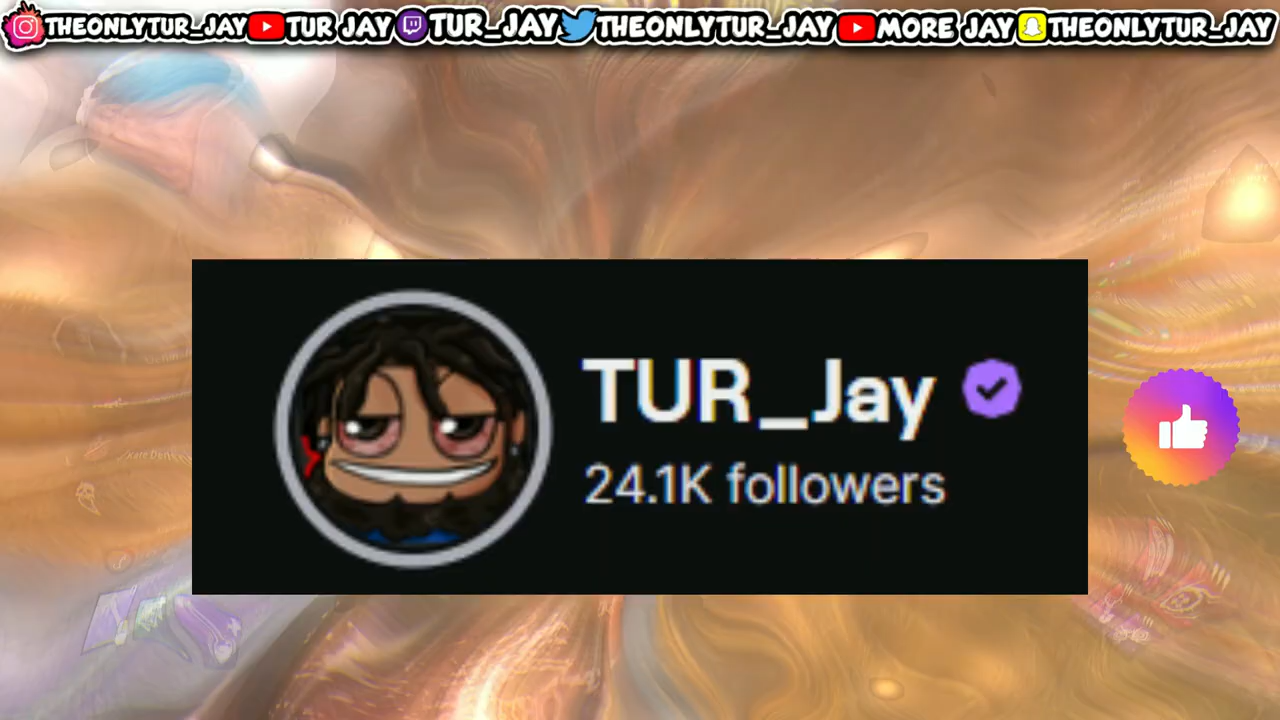 THEONLYTUR_JAY TUR JAY TUR_JAY THEONLYTUR_JAY MORE JAY THEONLYTUR_JAY
TUR_Jay
24.1K followers